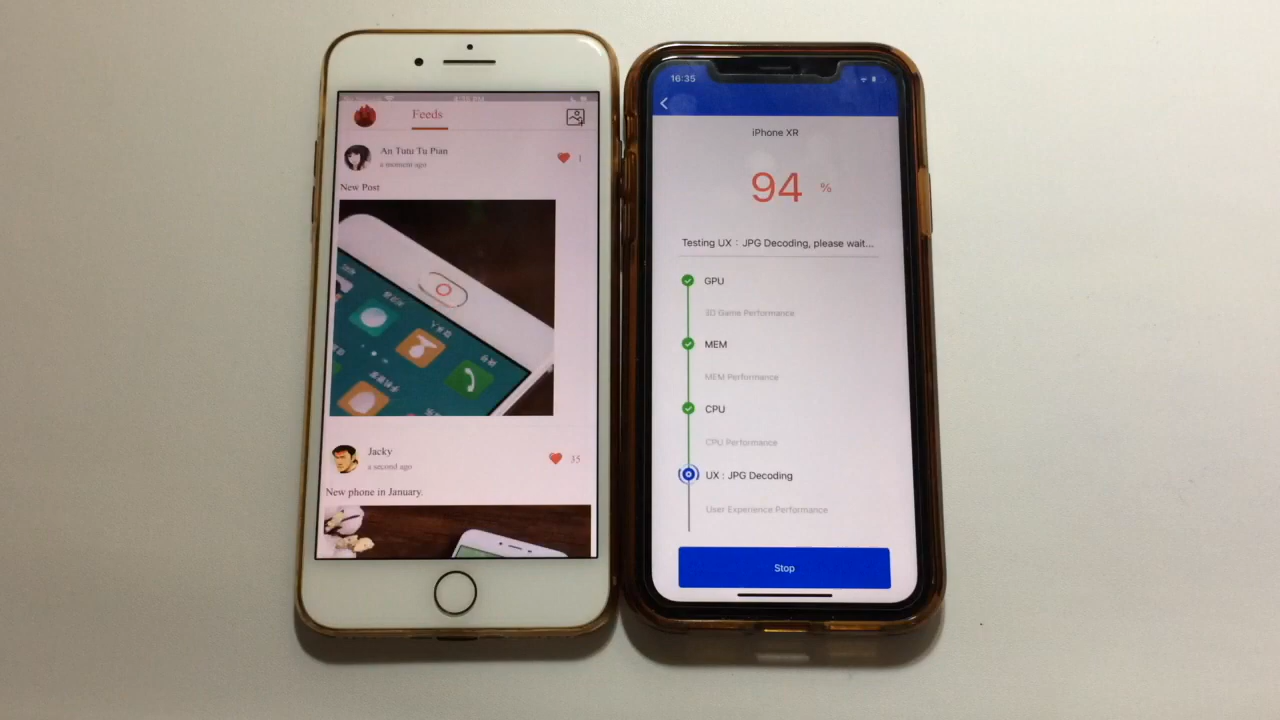 Feeds
An Tutu Tu Pian
a moment ago
1
New Post
Jacky
a second ago
35
New phone in January.
16:35
iPhone XR
94 %
Testing UX : JPG Decoding, please wait...
GPU
3D Game Performance
MEM
MEM Performance
CPU
CPU Performance
UX : JPG Decoding
User Experience Performance
Stop